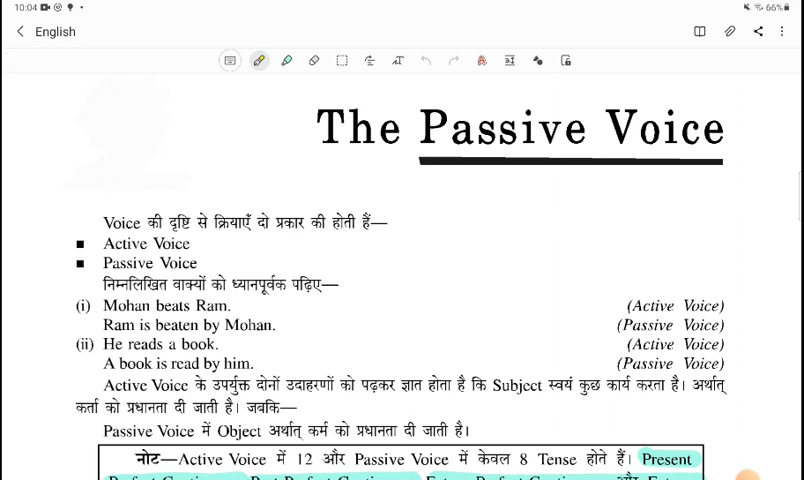 10:04 66%
English
The Passive Voice
Voice की दृष्टि से क्रियाएँ दो प्रकार की होती हैं—
■ Active Voice
■ Passive Voice
निम्नलिखित वाक्यों को ध्यानपूर्वक पढ़िए—
(i) Mohan beats Ram. (Active Voice)
Ram is beaten by Mohan. (Passive Voice)
(ii) He reads a book. (Active Voice)
A book is read by him. (Passive Voice)
Active Voice के उपर्युक्त दोनों उदाहरणों को पढ़कर ज्ञात होता है कि Subject स्वयं कुछ कार्य करता है। अर्थात्
कर्ता को प्रधानता दी जाती है। जबकि—
Passive Voice में Object अर्थात् कर्म को प्रधानता दी जाती है।
नोट—Active Voice में 12 और Passive Voice में केवल 8 Tense होते हैं। Present